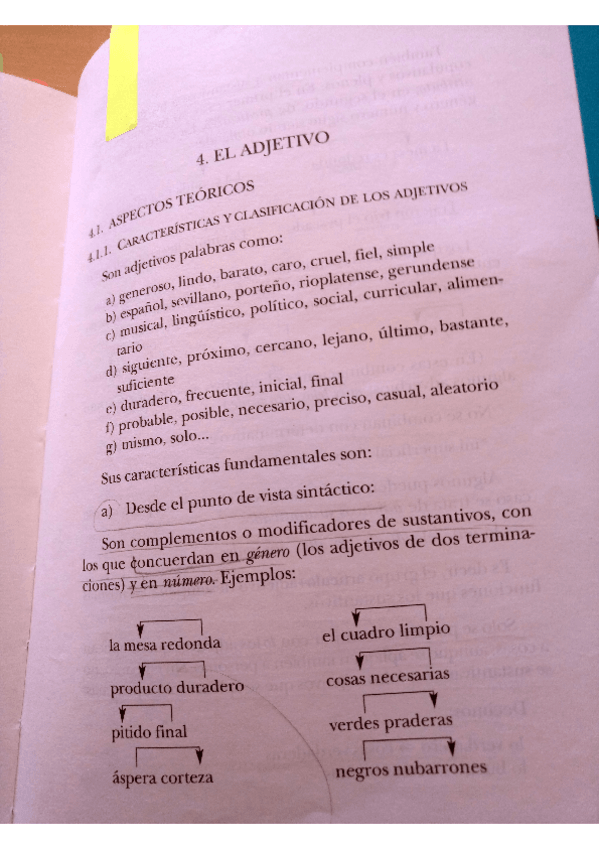 4. EL ADJETIVO
4.1. ASPECTOS TEÓRICOS
4.1.1. CARACTERÍSTICAS Y CLASIFICACIÓN DE LOS ADJETIVOS
Son adjetivos palabras como:
a) generoso, lindo, barato, caro, cruel, fiel, simple
b) español, sevillano, porteño, rioplatense, gerundense
c) musical, lingüístico, político, social, curricular, alimen-
tario
d) siguiente, próximo, cercano, lejano, último, bastante,
suficiente
e) duradero, frecuente, inicial, final
f) probable, posible, necesario, preciso, casual, aleatorio
g) mismo, solo...
Sus características fundamentales son:
a) Desde el punto de vista sintáctico:
Son complementos o modificadores de sustantivos, con
los que concuerdan en género (los adjetivos de dos termina-
ciones) y en número. Ejemplos:
la mesa redonda
el cuadro limpio
producto duradero
cosas necesarias
pitido final
verdes praderas
áspera corteza
negros nubarrones